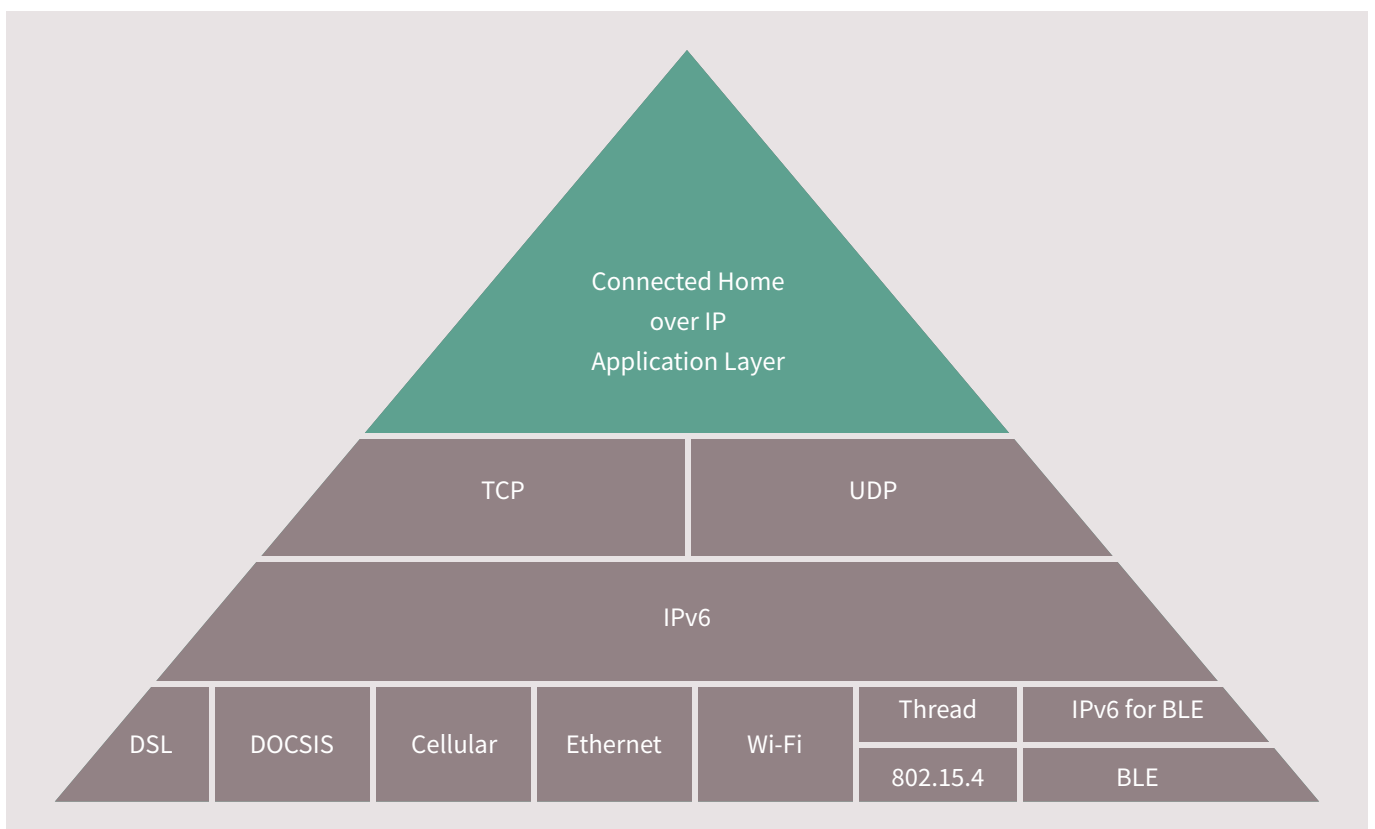 Connected Home
over IP
Application Layer
TCP
UDP
IPv6
DSL
DOCSIS
Cellular
Ethernet
Wi-Fi
Thread
IPv6 for BLE
802.15.4
BLE